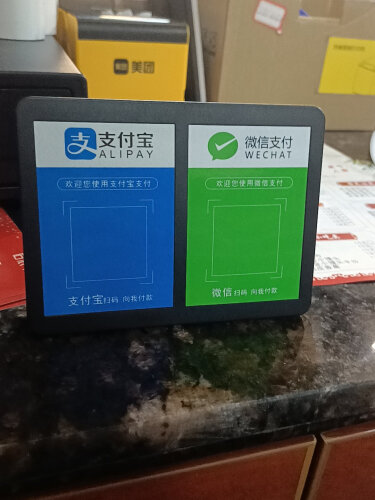 美团
支付宝
ALIPAY
欢迎您使用支付宝支付
支付宝扫码 向我付款
微信支付
WECHAT
欢迎您使用微信支付
微信扫码 向我付款